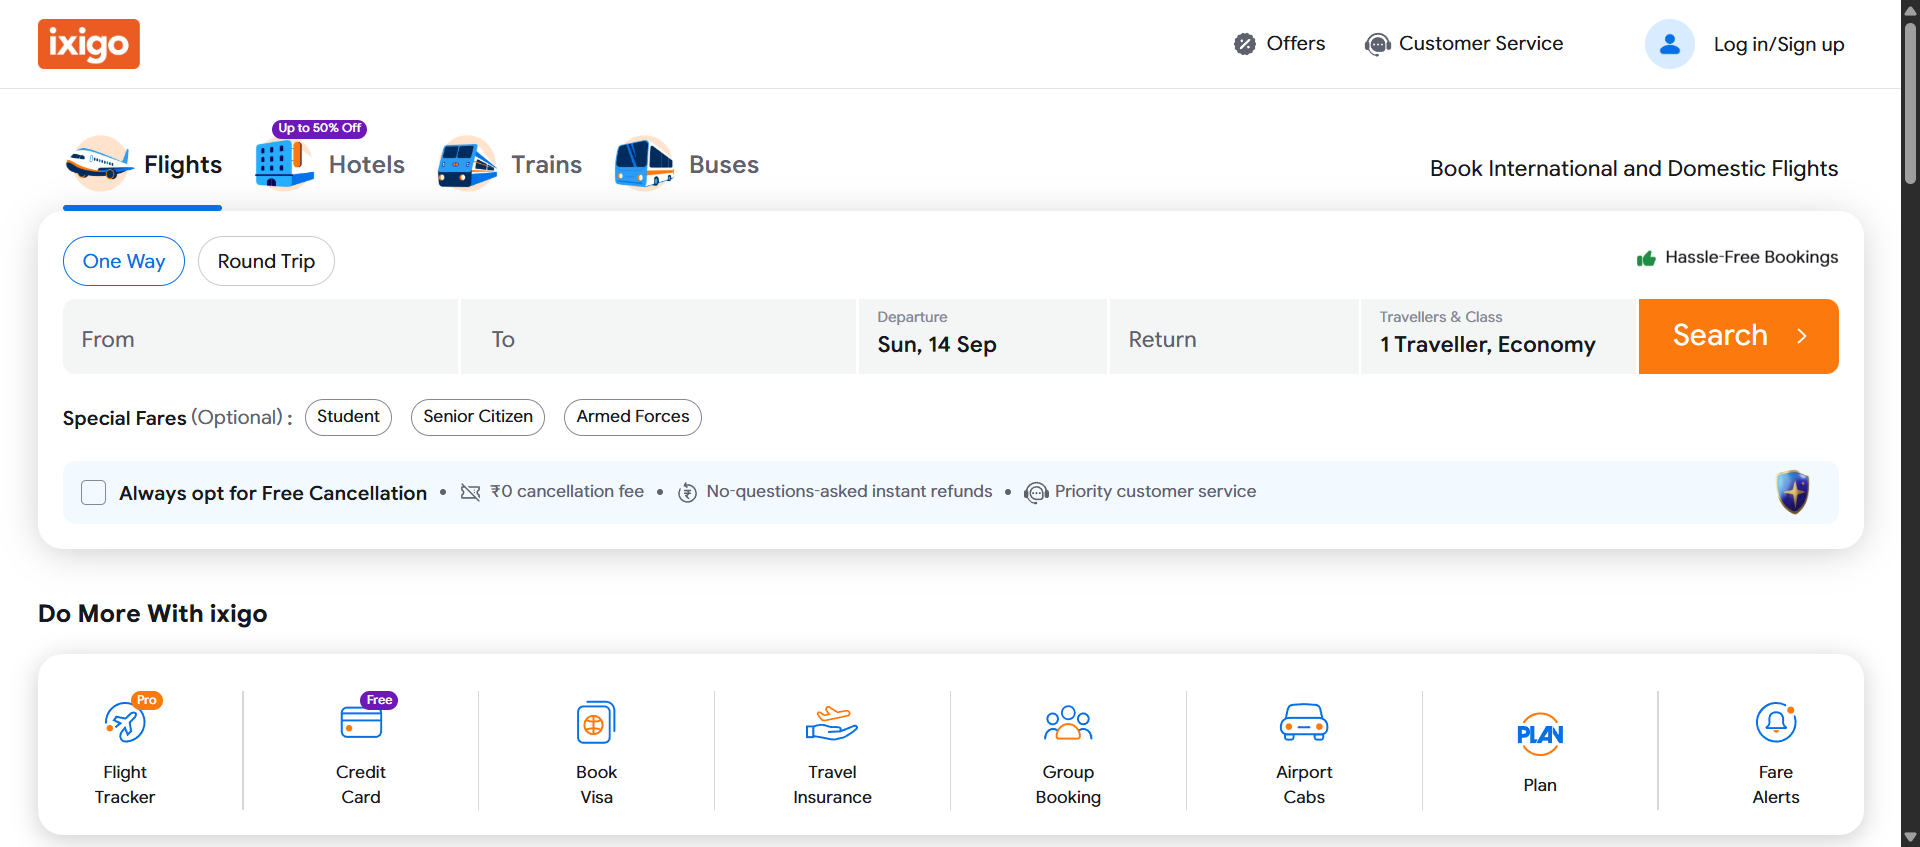 ixigo
Offers
Customer Service
Log in/Sign up
Up to 50% Off
Flights
Hotels
Trains
Buses
Book International and Domestic Flights
One Way
Round Trip
Hassle-Free Bookings
From
To
Departure
Sun, 14 Sep
Return
Travellers & Class
1 Traveller, Economy
Search
Special Fares (Optional) :
Student
Senior Citizen
Armed Forces
Always opt for Free Cancellation • ₹0 cancellation fee • No-questions-asked instant refunds • Priority customer service
Do More With ixigo
Pro
Flight
Tracker
Free
Credit
Card
Book
Visa
Travel
Insurance
Group
Booking
Airport
Cabs
PLAN
Plan
Fare
Alerts